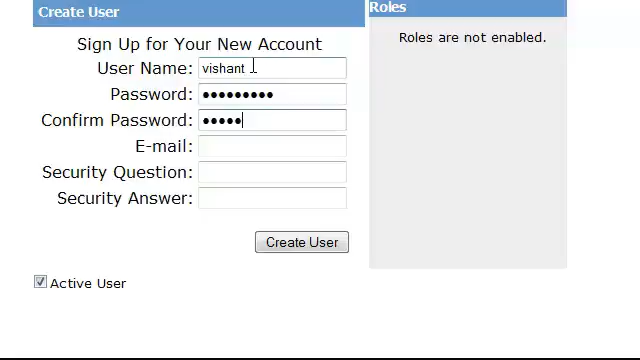 Create User
Sign Up for Your New Account
User Name: vishant
Password: •••••••••
Confirm Password: •••••
E-mail:
Security Question:
Security Answer:
Create User
Active User
Roles
Roles are not enabled.